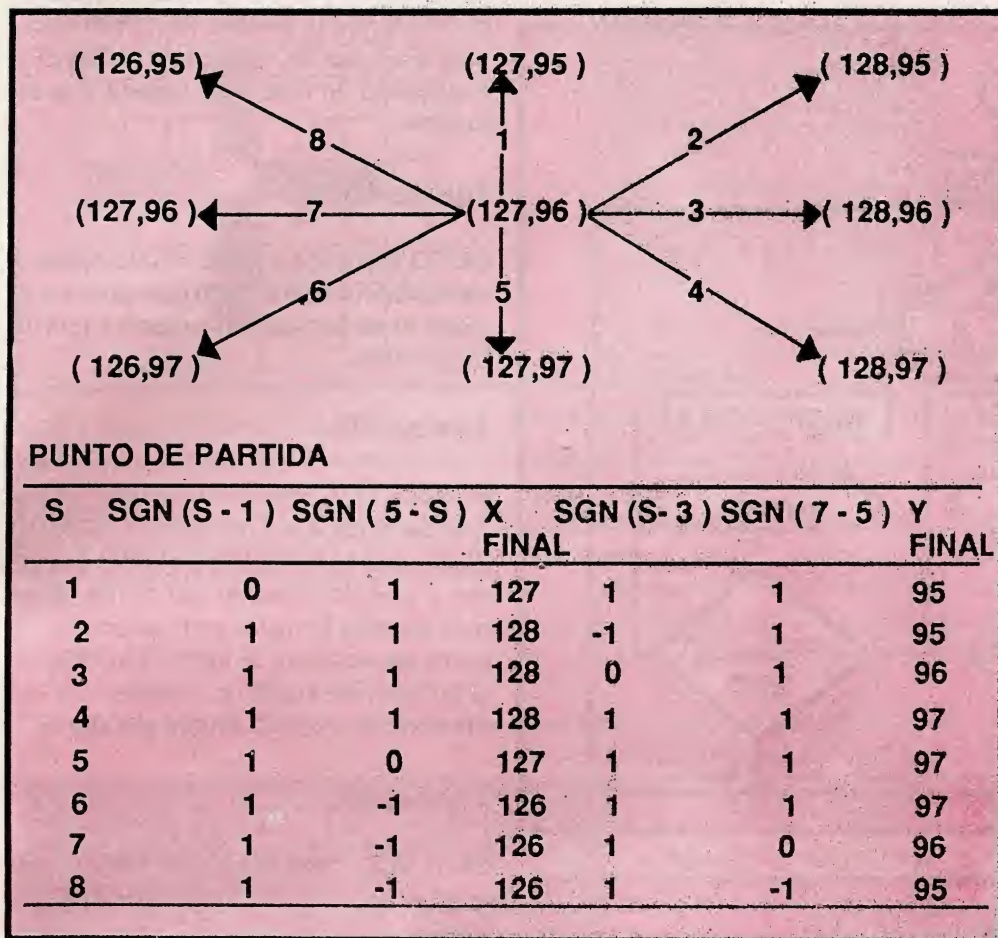 ( 126,95 ) (127,95 ) ( 128,95 )
8 1 2
(127,96 ) 7 (127,96 ) 3 ( 128,96 )
6 5 4
( 126,97 ) ( 127,97 ) ( 128,97 )
PUNTO DE PARTIDA
S SGN (S - 1 ) SGN ( 5 - S ) X SGN (S- 3 ) SGN ( 7 - 5 ) Y
FINAL FINAL
1 0 1 127 1 1 95
2 1 1 128 -1 1 95
3 1 1 128 0 1 96
4 1 1 128 1 1 97
5 1 0 127 1 1 97
6 1 -1 126 1 1 97
7 1 -1 126 1 0 96
8 1 -1 126 1 -1 95